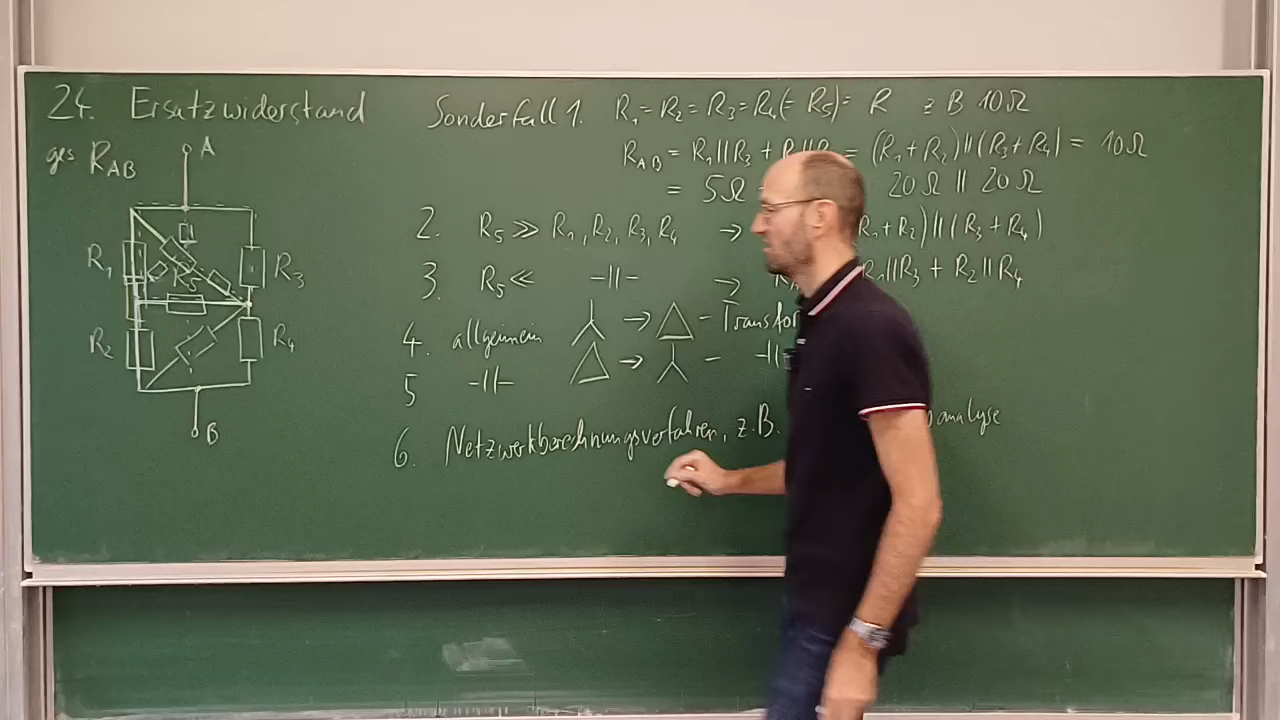 24. Ersatzwiderstand
ges R_AB
A
R₁
R₅
R₃
R₂
R₄
B
Sonderfall 1. R₁ = R₂ = R₃ = R₄ (= R₅) = R z B 10Ω
R_AB = R₁||R₃ + = (R₁+R₂)||(R₃+R₄) = 10Ω
= 5Ω 20Ω || 20Ω
2. R₅ ≫ R₁, R₂, R₃, R₄ → R₁+R₂)||(R₃+R₄)
3. R₅ ≪ -||- → R₁||R₃ + R₂||R₄
4. allgemein → △ - Transfor
5 -||- △ → - -||-
6. Netzwerkberechnungsverfahren, z.B. analyse